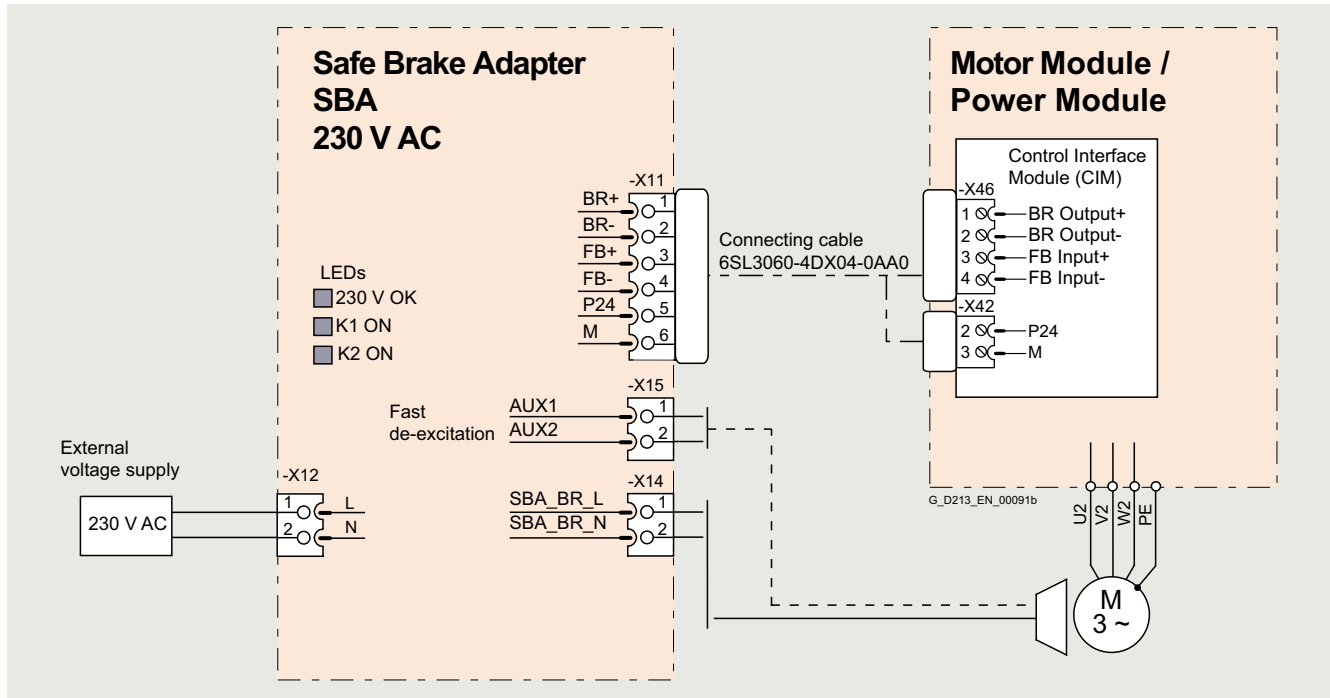 Safe Brake Adapter
SBA
230 V AC
Motor Module /
Power Module
Control Interface
Module (CIM)
-X11
BR+ 1
BR- 2
FB+ 3
FB- 4
P24 5
M 6
Connecting cable
6SL3060-4DX04-0AA0
-X46
1 BR Output+
2 BR Output-
3 FB Input+
4 FB Input-
-X42
2 P24
3 M
LEDs
230 V OK
K1 ON
K2 ON
-X15
Fast
de-excitation
AUX1 1
AUX2 2
External
voltage supply
230 V AC
-X12
1 L
2 N
-X14
SBA_BR_L 1
SBA_BR_N 2
G_D213_EN_00091b
U2
V2
W2
PE
M
3 ~